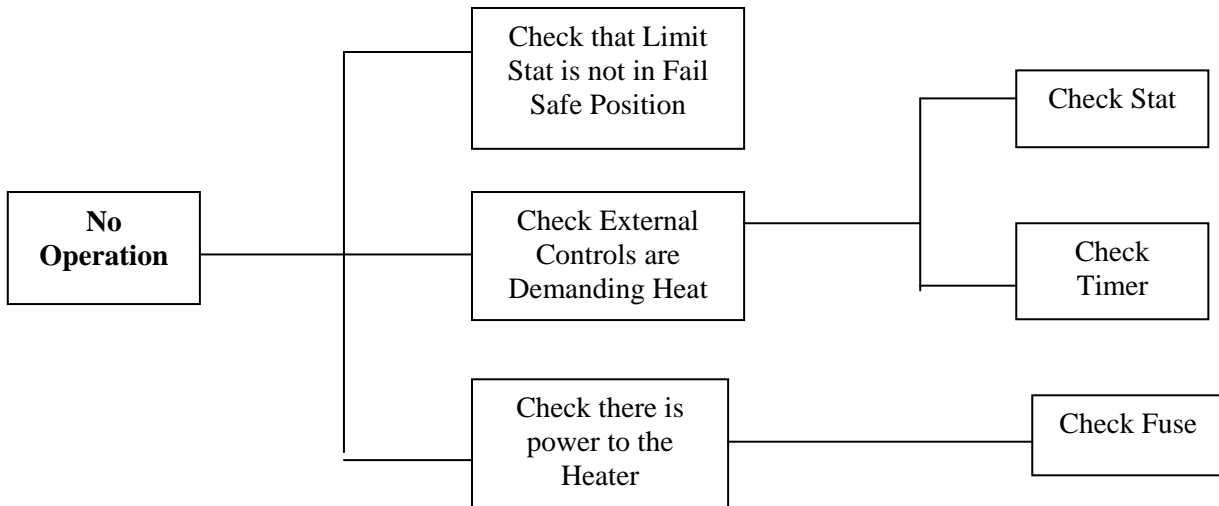 Check that Limit
Stat is not in Fail
Safe Position
Check Stat
No
Operation
Check External
Controls are
Demanding Heat
Check
Timer
Check there is
power to the
Heater
Check Fuse